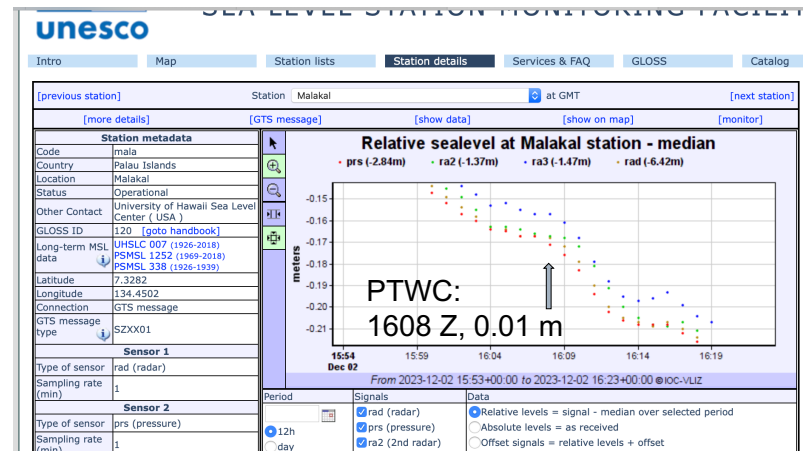 SEA LEVEL STATION MONITORING FACILIT
unesco
Intro Map Station lists Station details Services & FAQ GLOSS Catalog
[previous station] Station Malakal at GMT [next station]
[more details] [GTS message] [show data] [show on map] [monitor]
Station metadata
Code mala
Country Palau Islands
Location Malakal
Status Operational
Other Contact University of Hawaii Sea Level
Center ( USA )
GLOSS ID 120 [goto handbook]
Long-term MSL
data i
UHSLC 007 (1926-2018)
PSMSL 1252 (1969-2018)
PSMSL 338 (1926-1939)
Latitude 7.3282
Longitude 134.4502
Connection GTS message
GTS message
type i SZXX01
Sensor 1
Type of sensor rad (radar)
Sampling rate
(min) 1
Sensor 2
Type of sensor prs (pressure)
Sampling rate
(min) 1
Relative sealevel at Malakal station - median
prs (-2.84m) ra2 (-1.37m) ra3 (-1.47m) rad (-6.42m)
-0.15
-0.16
-0.17
-0.18
-0.19
-0.20
-0.21
meters
PTWC:
1608 Z, 0.01 m
15:54 15:59 16:04 16:09 16:14 16:19
Dec 02
From 2023-12-02 15:53+00:00 to 2023-12-02 16:23+00:00 ©IOC-VLIZ
Period Signals Data
12h
day
rad (radar)
prs (pressure)
ra2 (2nd radar)
Relative levels = signal - median over selected period
Absolute levels = as received
Offset signals = relative levels + offset